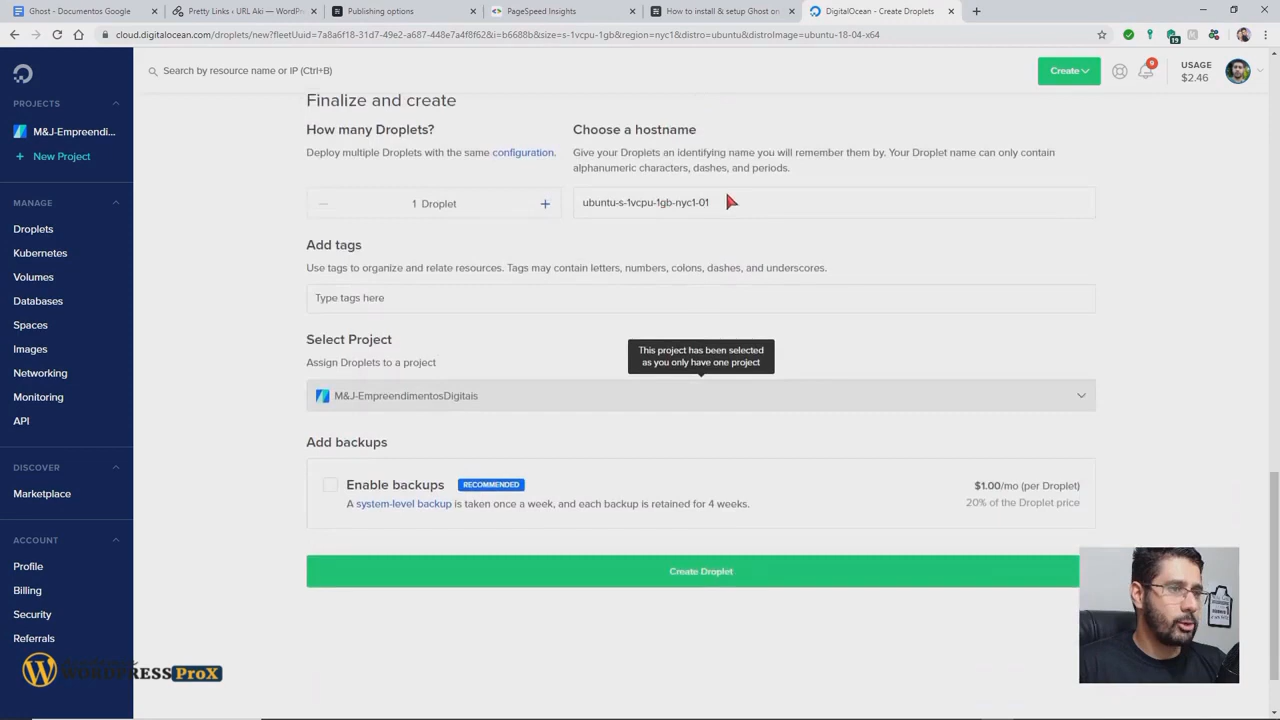 Ghost - Documentos Google
Pretty Links ‹ URL Aki — WordPr
Publishing options
PageSpeed Insights
How to install & setup Ghost on
DigitalOcean - Create Droplets
cloud.digitalocean.com/droplets/new?fleetUuid=7a8a6f18-31d7-49e2-a687-448e7a4f8f62&i=b6688b&size=s-1vcpu-1gb&region=nyc1&distro=ubuntu&distroImage=ubuntu-18-04-x64
19
Search by resource name or IP (Ctrl+B)
Create
9
USAGE
$2.46
PROJECTS
M&J-Empreendi...
+ New Project
MANAGE
Droplets
Kubernetes
Volumes
Databases
Spaces
Images
Networking
Monitoring
API
DISCOVER
Marketplace
ACCOUNT
Profile
Billing
Security
Referrals
Finalize and create
How many Droplets?
Deploy multiple Droplets with the same configuration.
1 Droplet
Choose a hostname
Give your Droplets an identifying name you will remember them by. Your Droplet name can only contain
alphanumeric characters, dashes, and periods.
ubuntu-s-1vcpu-1gb-nyc1-01
Add tags
Use tags to organize and relate resources. Tags may contain letters, numbers, colons, dashes, and underscores.
Type tags here
Select Project
Assign Droplets to a project
This project has been selected
as you only have one project
M&J-EmpreendimentosDigitais
Add backups
Enable backups
RECOMMENDED
$1.00/mo (per Droplet)
A system-level backup is taken once a week, and each backup is retained for 4 weeks.
20% of the Droplet price
Create Droplet
WORDPRESS ProX